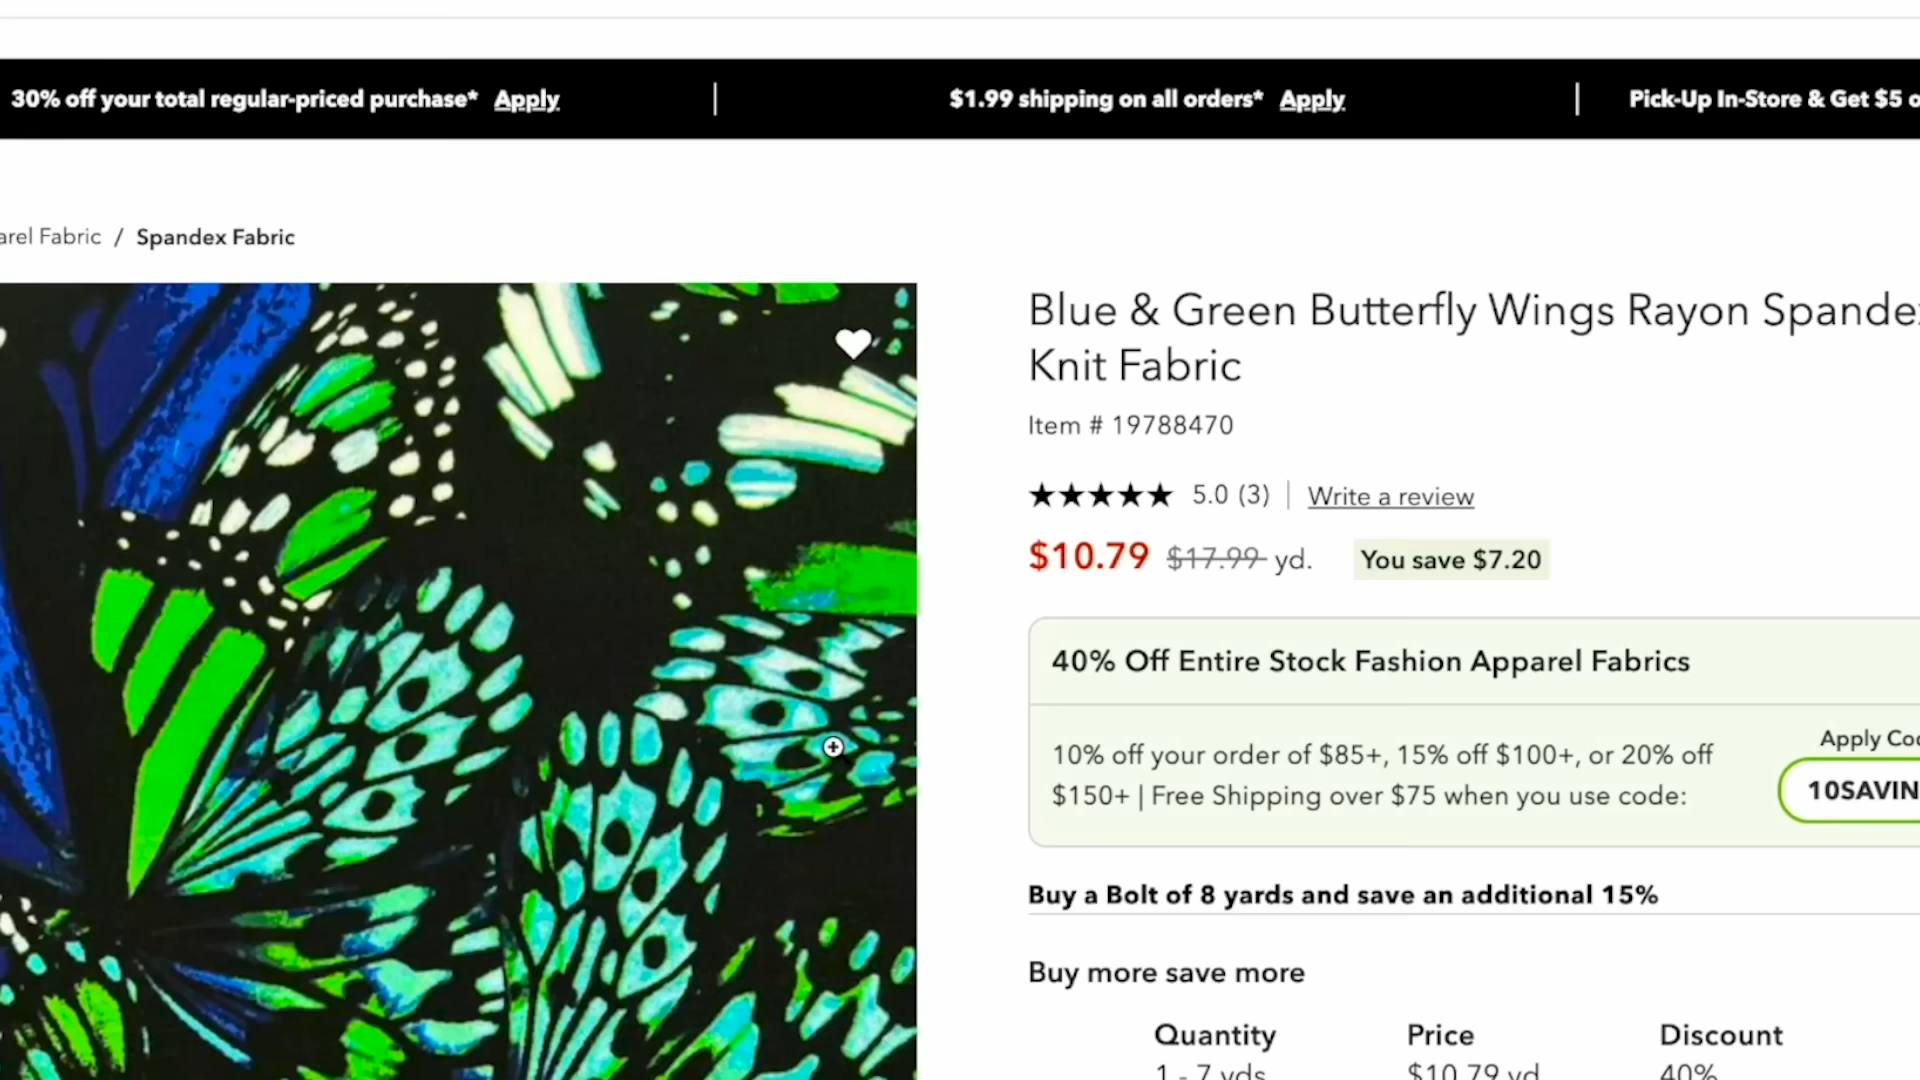 30% off your total regular-priced purchase* Apply | $1.99 shipping on all orders* Apply | Pick-Up In-Store & Get $5
Fabric / Spandex Fabric
Blue & Green Butterfly Wings Rayon Spandex
Knit Fabric
Item # 19788470
★★★★★ 5.0 (3) | Write a review
$10.79 $17.99 yd. You save $7.20
40% Off Entire Stock Fashion Apparel Fabrics
10% off your order of $85+, 15% off $100+, or 20% off
$150+ | Free Shipping over $75 when you use code:
Apply
10SAVIN
Buy a Bolt of 8 yards and save an additional 15%
Buy more save more
Quantity Price Discount
1 - 7 yds $10.79 yd 40%